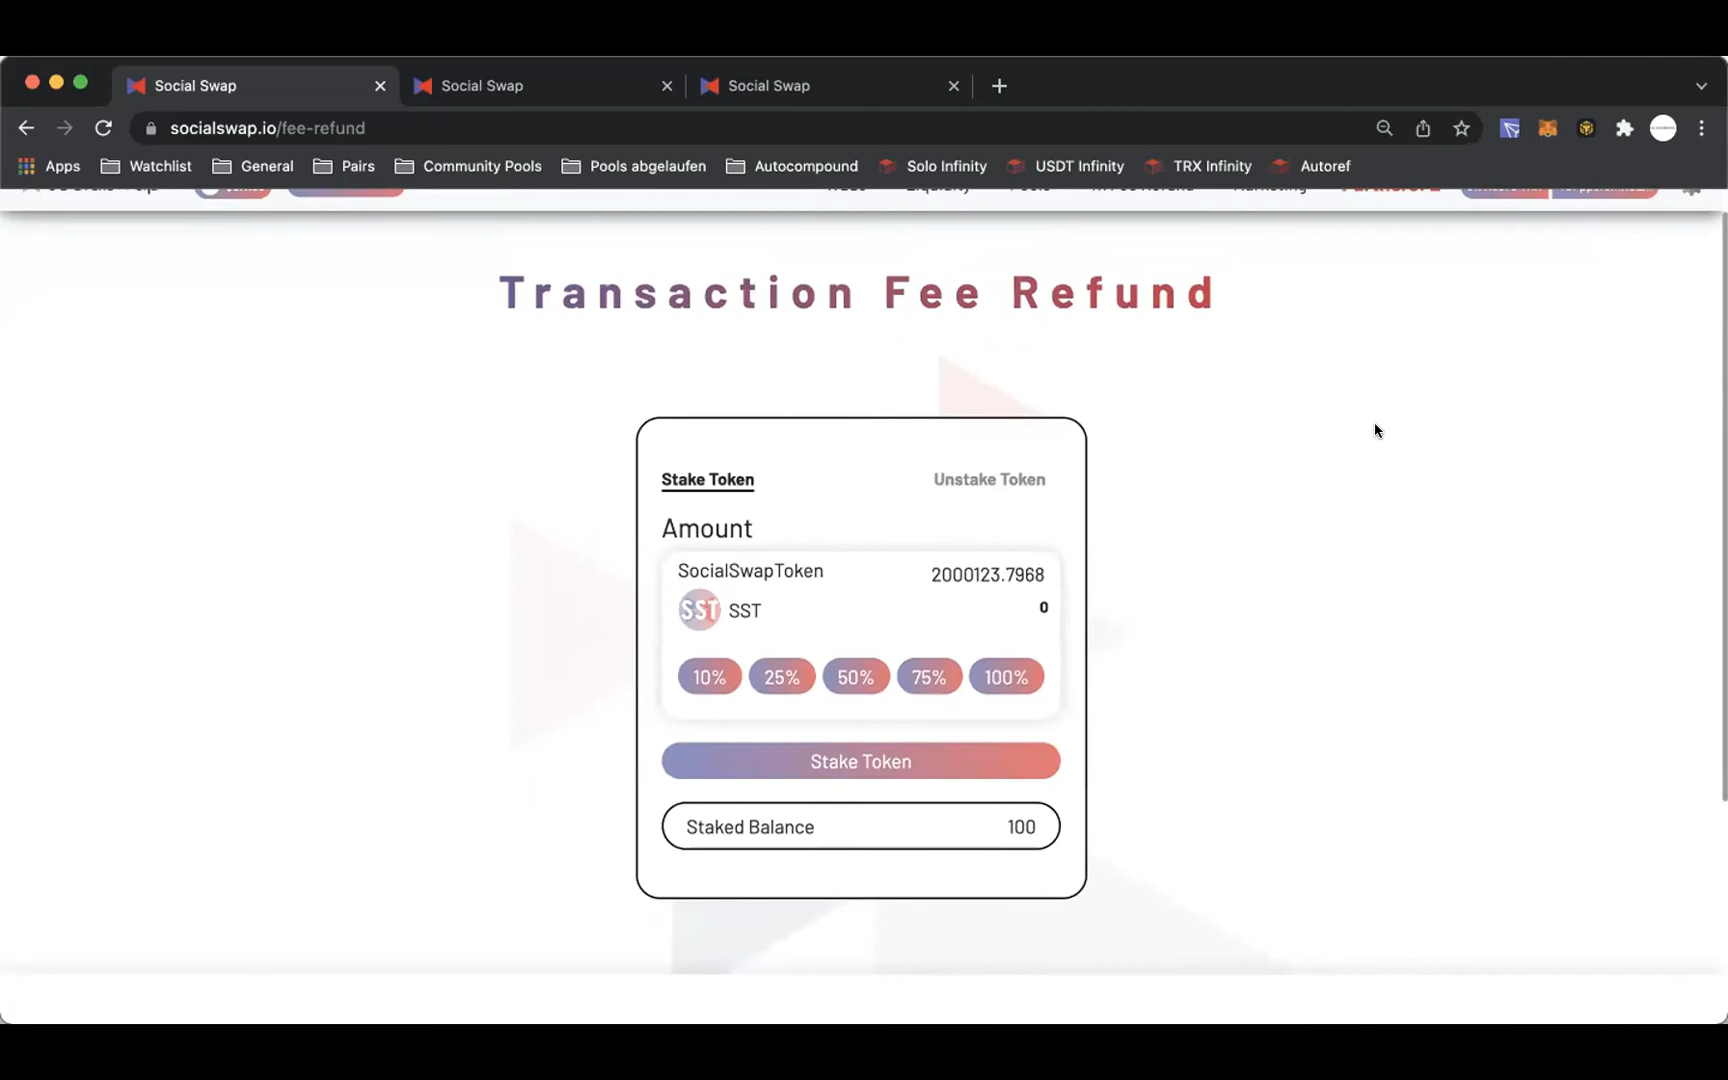 Social Swap
Social Swap
Social Swap
socialswap.io/fee-refund
Apps
Watchlist
General
Pairs
Community Pools
Pools abgelaufen
Autocompound
Solo Infinity
USDT Infinity
TRX Infinity
Autoref
Transaction Fee Refund
Stake Token
Unstake Token
Amount
SocialSwapToken
2000123.7968
SST SST
0
10%
25%
50%
75%
100%
Stake Token
Staked Balance
100